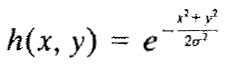 h(x, y) = e^{-\frac{x^2 + y^2}{2\sigma^2}}